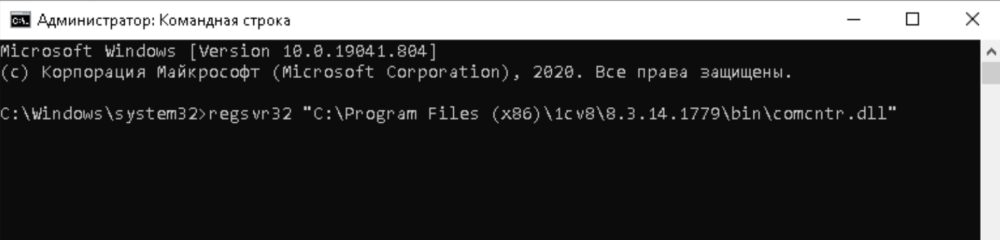 Администратор: Командная строка
Microsoft Windows [Version 10.0.19041.804]
(c) Корпорация Майкрософт (Microsoft Corporation), 2020. Все права защищены.
C:\Windows\system32>regsvr32 "C:\Program Files (x86)\1cv8\8.3.14.1779\bin\comcntr.dll"